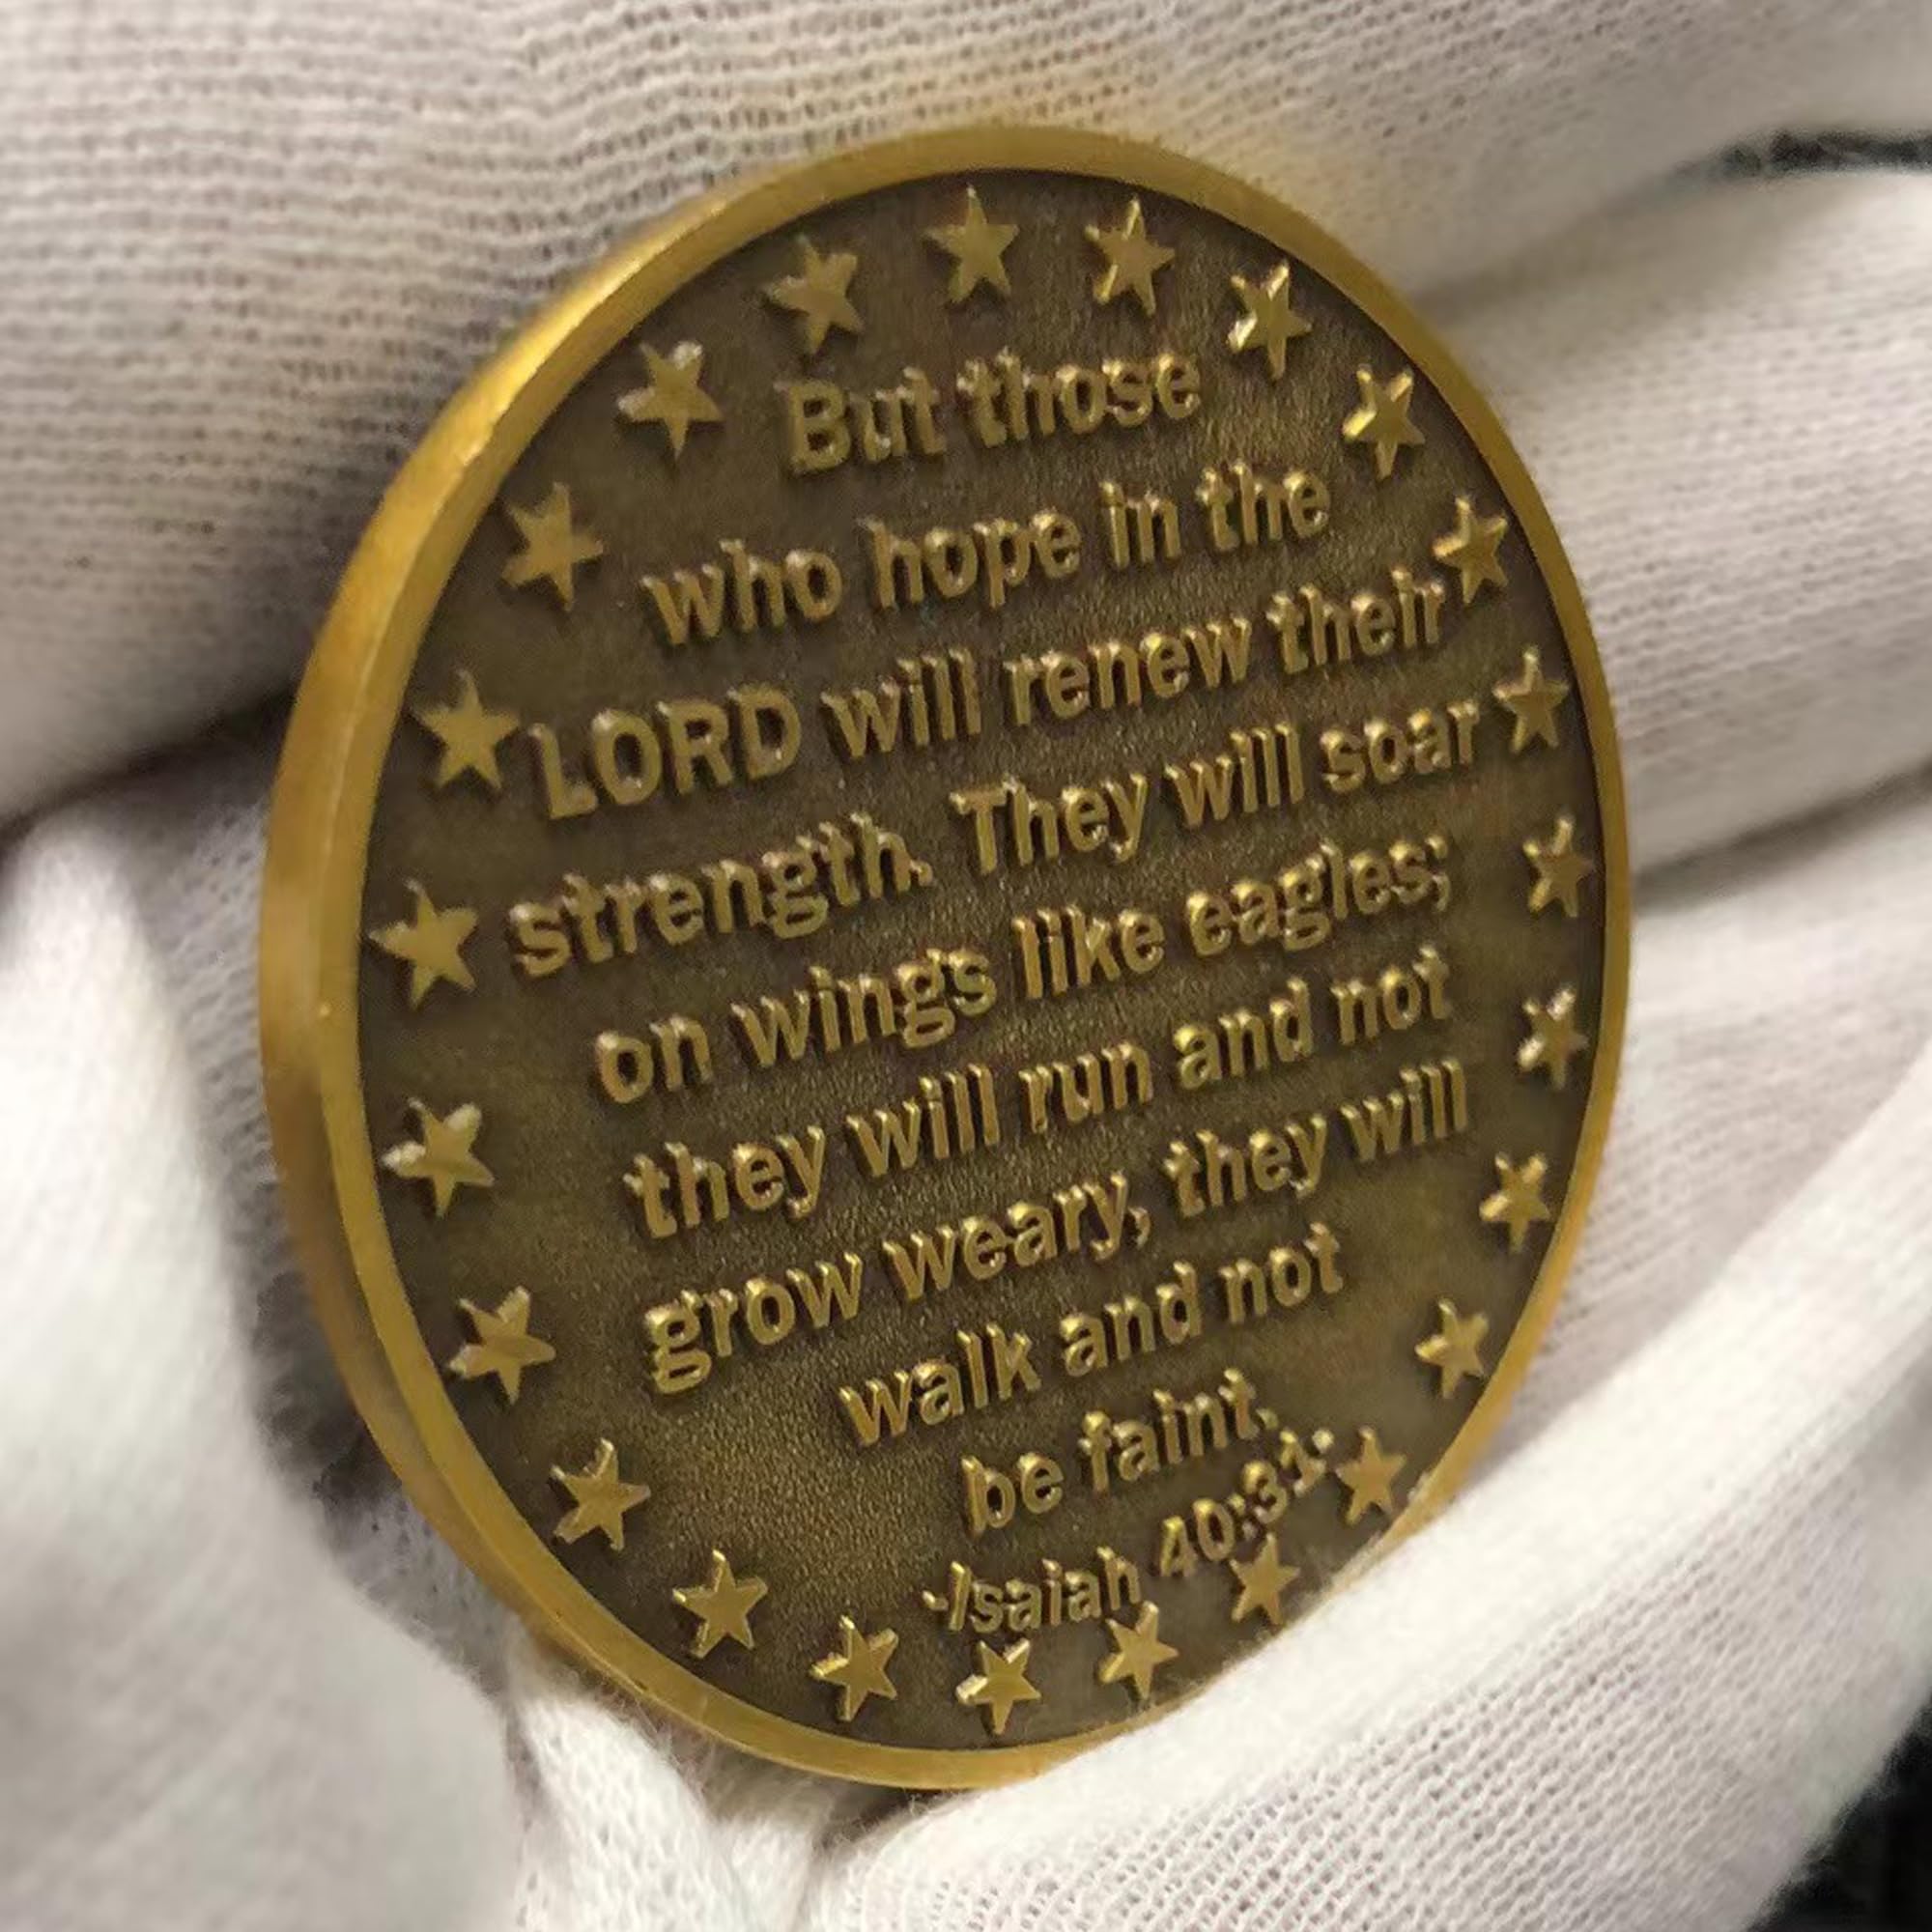 But those
who hope in the
LORD will renew their
strength. They will soar
on wings like eagles;
they will run and not
grow weary, they will
walk and not
be faint.
-Isaiah 40:31.